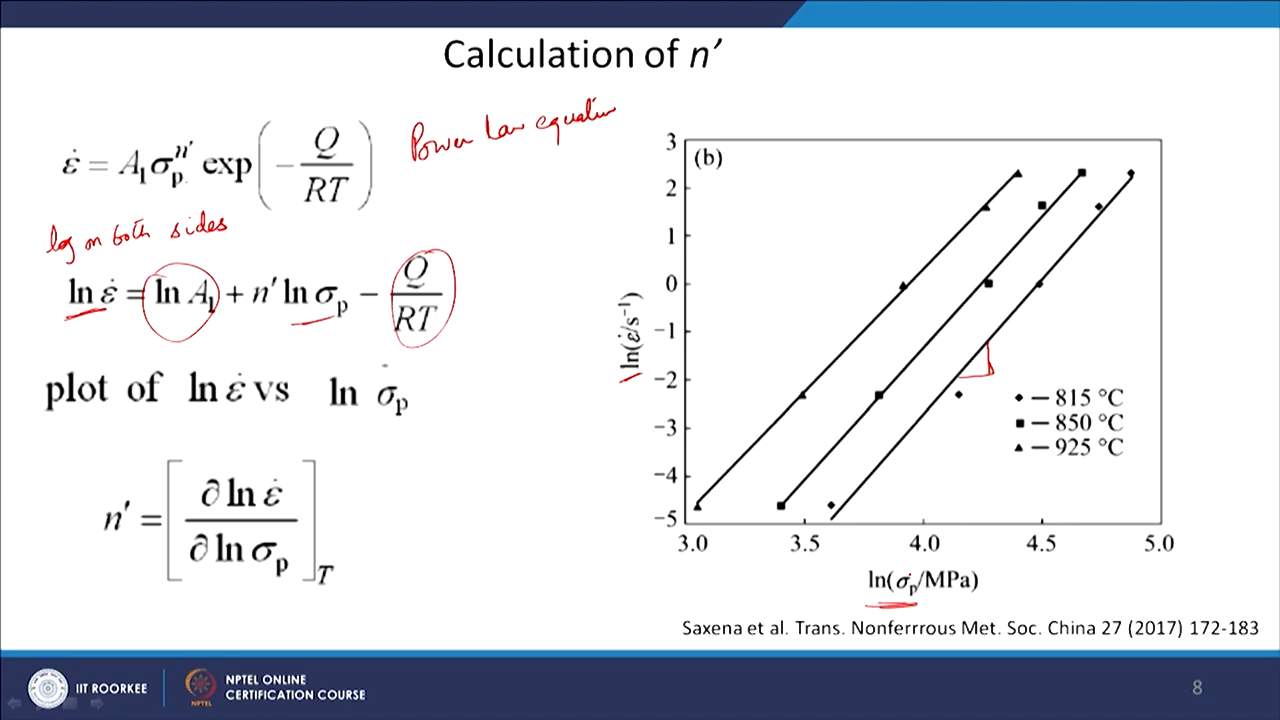 Calculation of n′
Power law equation
ε̇ = A₁σₚⁿ′ exp(−Q/RT)
log on both sides
ln ε̇ = ln A₁ + n′ ln σₚ − Q/RT
plot of ln ε̇ vs ln σₚ
n′ = [∂ ln ε̇ / ∂ ln σₚ]T
(b)
3
2
1
0
−1
−2
−3
−4
−5
ln(ε̇/s⁻¹)
— 815 °C
— 850 °C
— 925 °C
3.0 3.5 4.0 4.5 5.0
ln(σₚ/MPa)
Saxena et al. Trans. Nonferrrous Met. Soc. China 27 (2017) 172-183
IIT ROORKEE
NPTEL ONLINE
CERTIFICATION COURSE
NPTEL
8